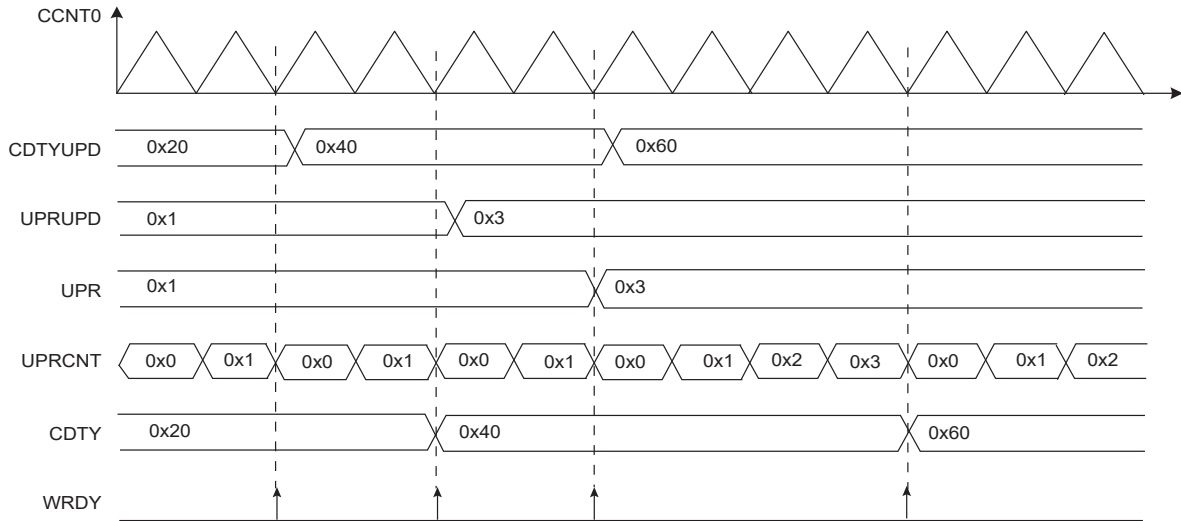 CCNT0
CDTYUPD 0x20 0x40 0x60
UPRUPD 0x1 0x3
UPR 0x1 0x3
UPRCNT 0x0 0x1 0x0 0x1 0x0 0x1 0x0 0x1 0x2 0x3 0x0 0x1 0x2
CDTY 0x20 0x40 0x60
WRDY